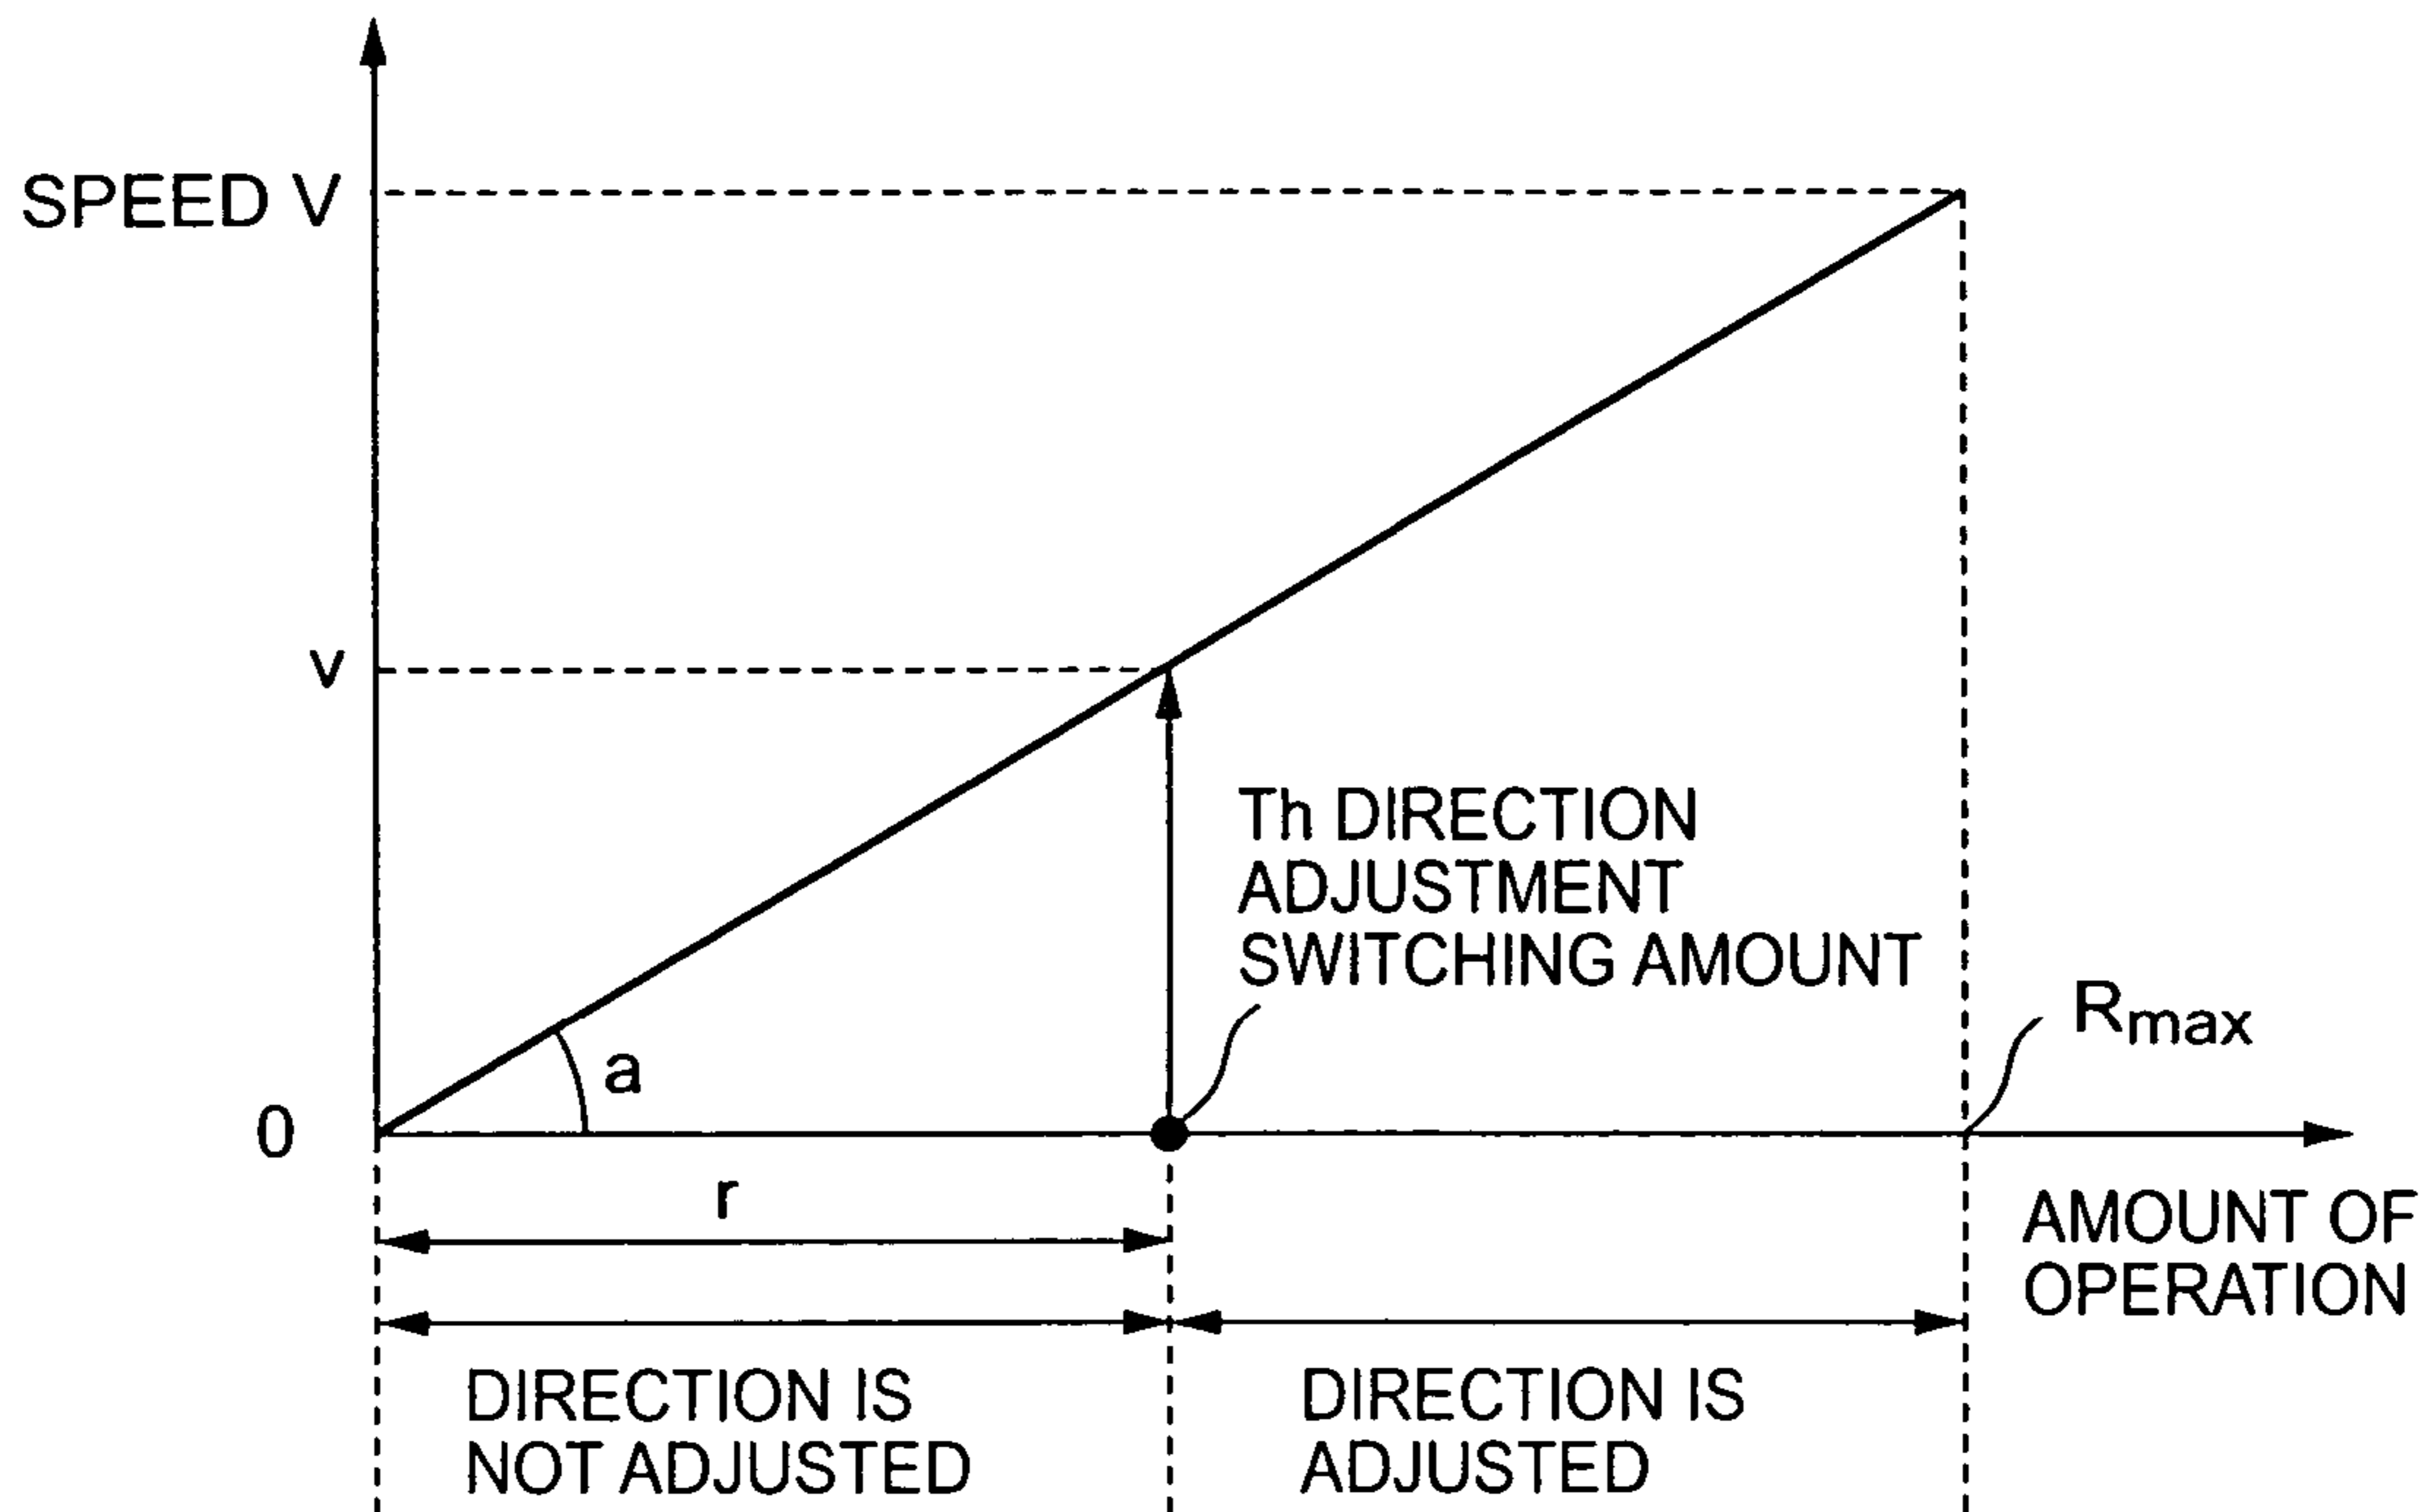 SPEED V
v
Th DIRECTION
ADJUSTMENT
SWITCHING AMOUNT
Rmax
a
0
r
AMOUNT OF
OPERATION
DIRECTION IS
NOT ADJUSTED
DIRECTION IS
ADJUSTED